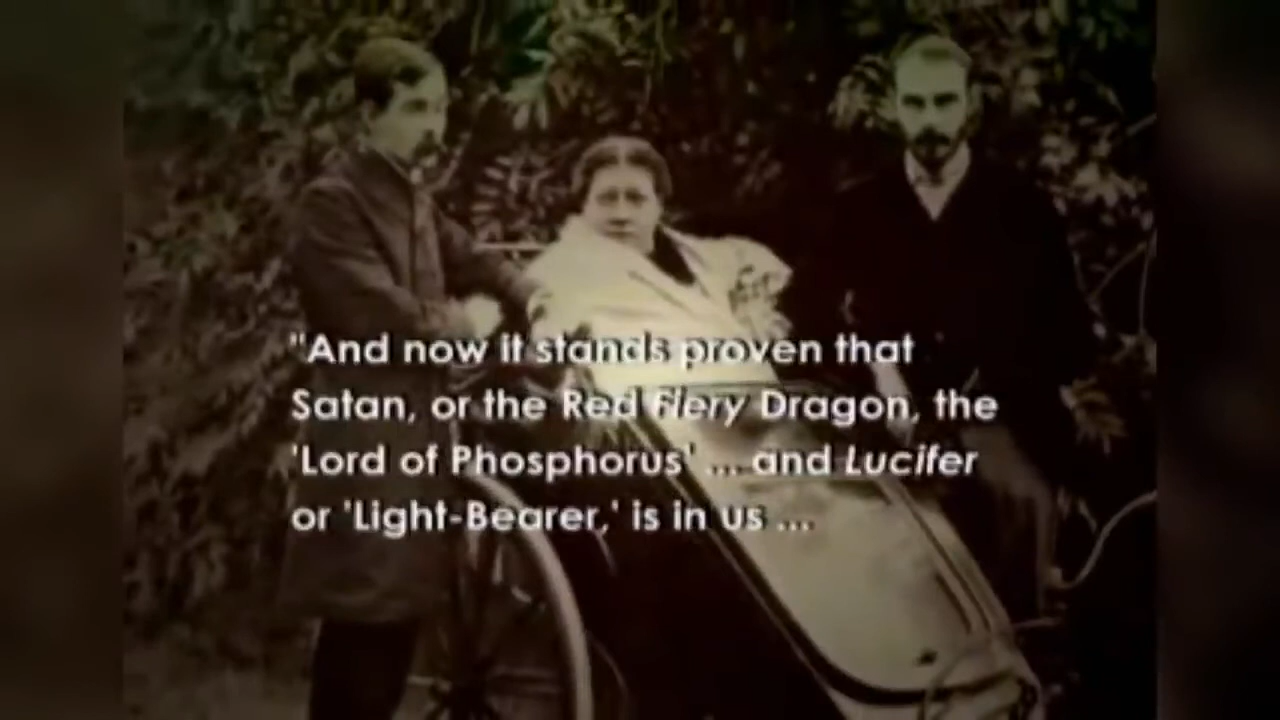 "And now it stands proven that
Satan, or the Red Fiery Dragon, the
'Lord of Phosphorus' ... and Lucifer
or 'Light-Bearer,' is in us ...